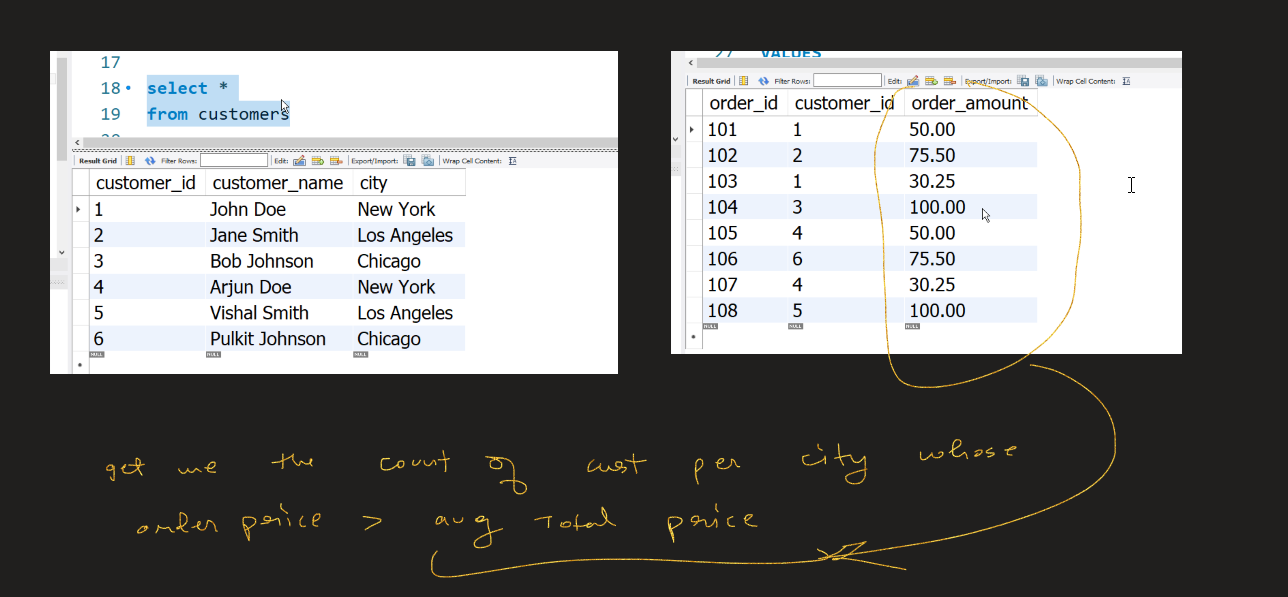 17
18 select *
19 from customers
Result Grid Filter Rows: Edit: Export/Import: Wrap Cell Content:
customer_id customer_name city
1 John Doe New York
2 Jane Smith Los Angeles
3 Bob Johnson Chicago
4 Arjun Doe New York
5 Vishal Smith Los Angeles
6 Pulkit Johnson Chicago
NULL NULL NULL
27 VALUES
Result Grid Filter Rows: Edit: Export/Import: Wrap Cell Content:
order_id customer_id order_amount
101 1 50.00
102 2 75.50
103 1 30.25
104 3 100.00
105 4 50.00
106 6 75.50
107 4 30.25
108 5 100.00
NULL NULL NULL
get me the count of cust per city whose
order price > avg Total price